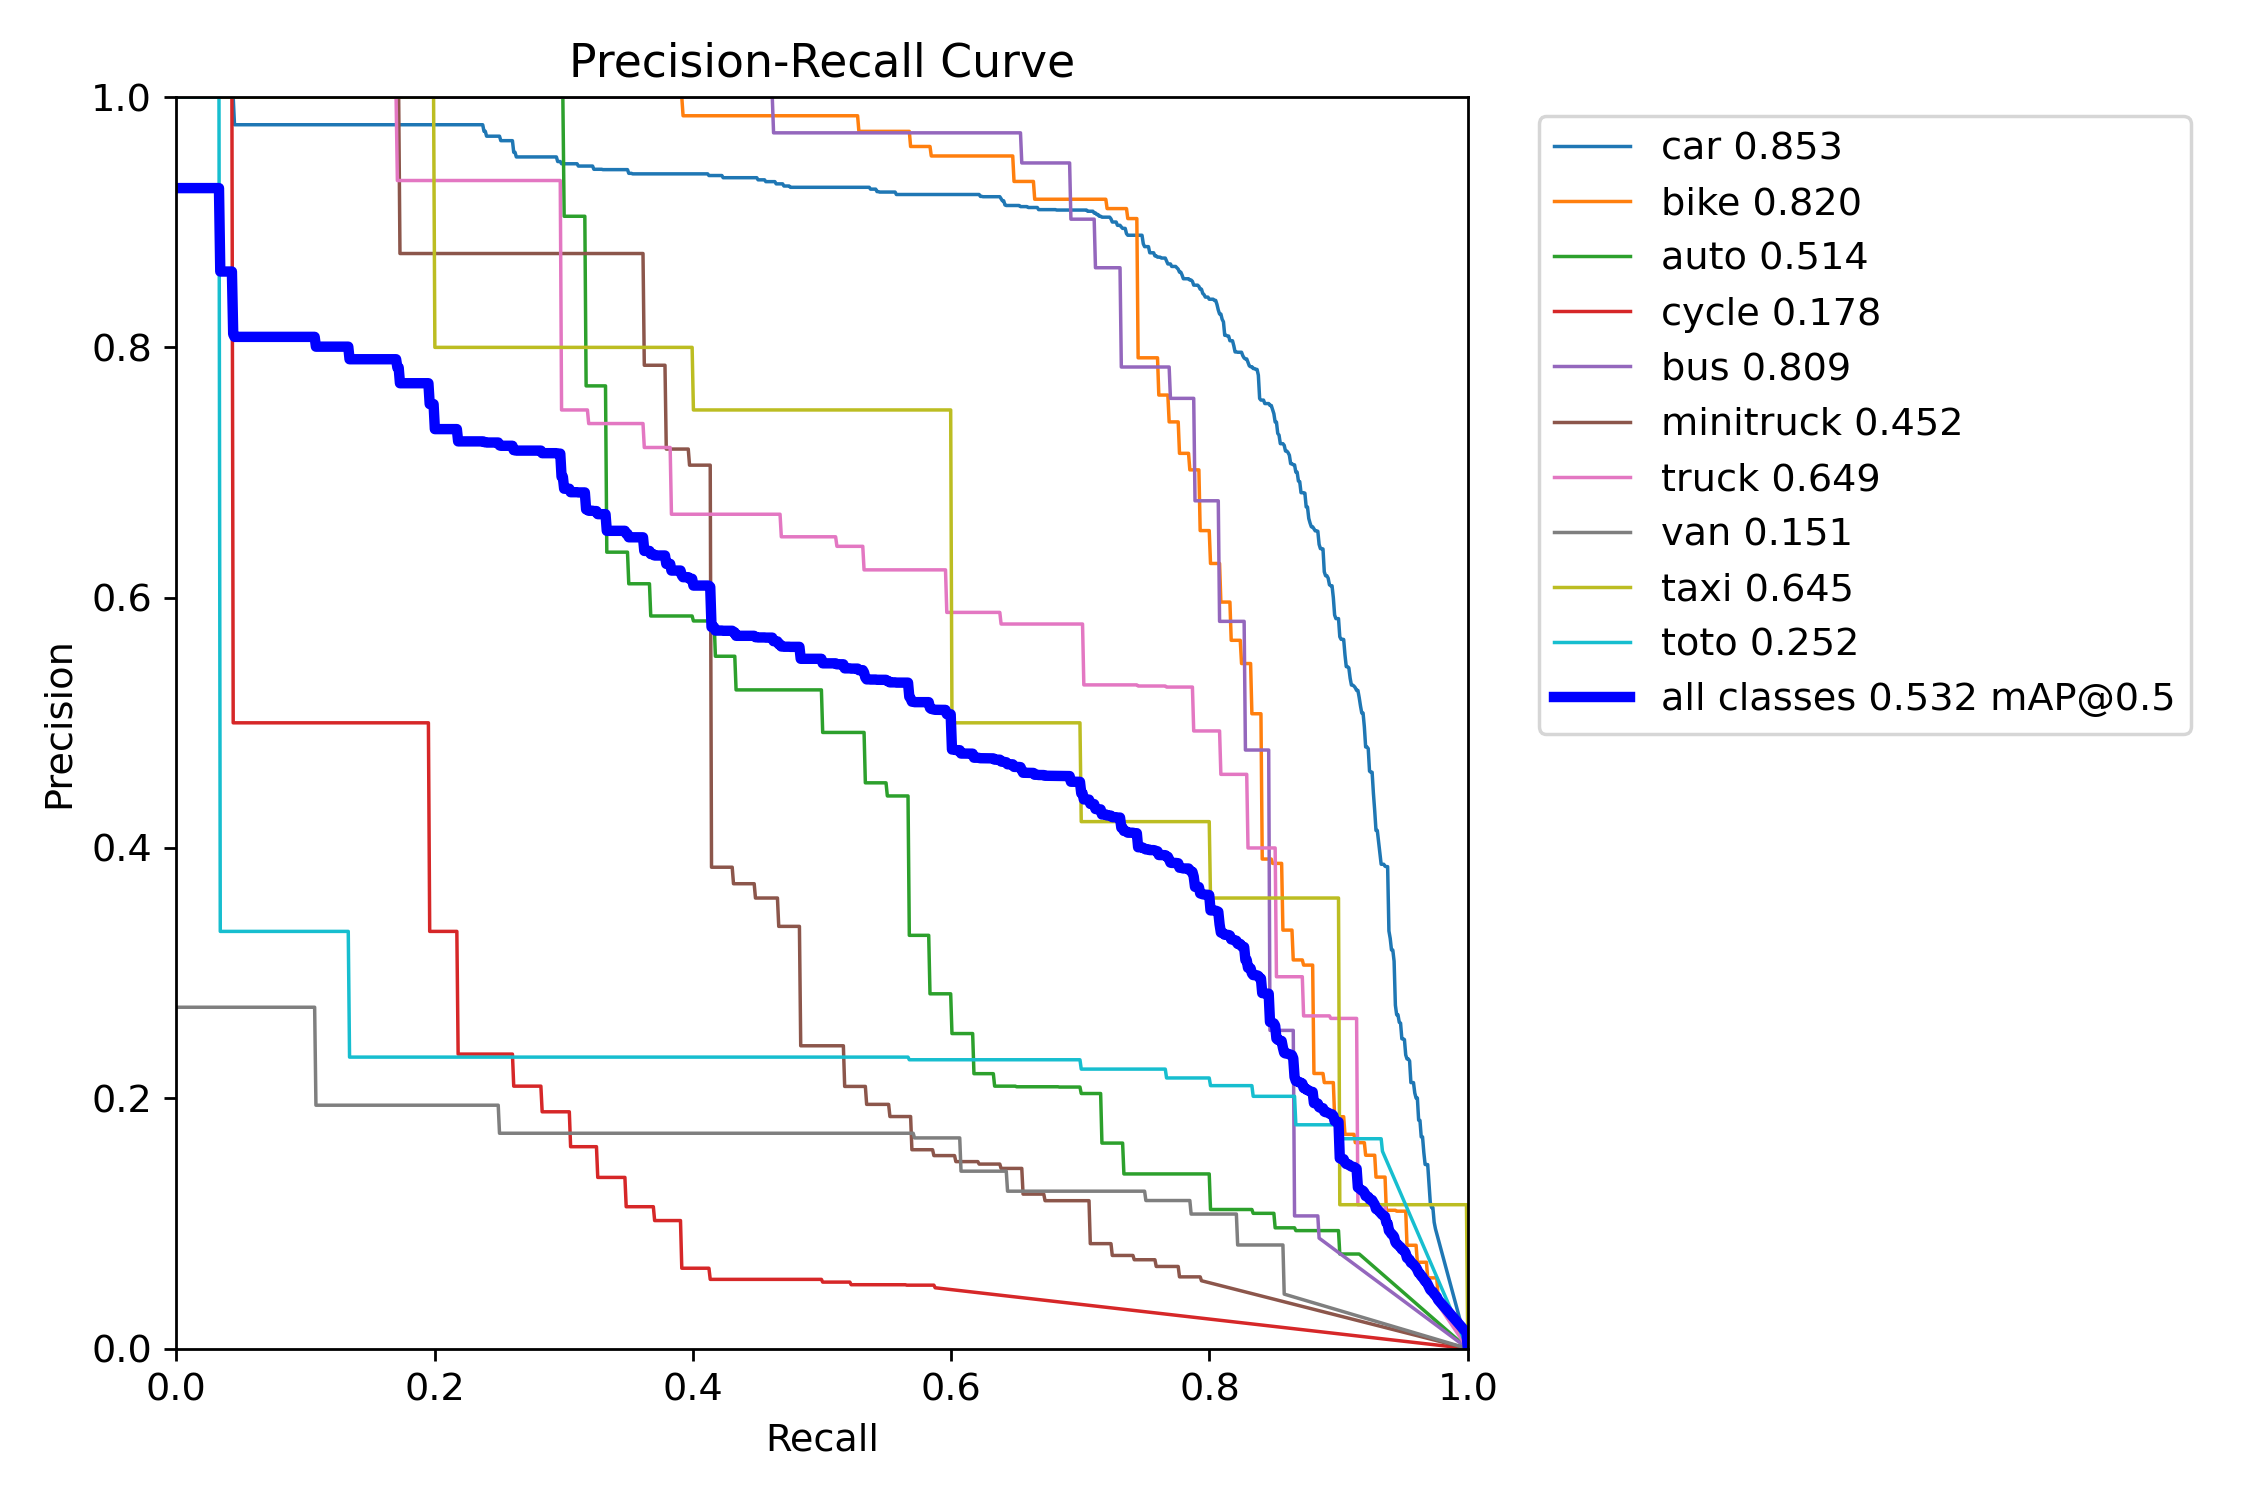 Precision-Recall Curve
1.0
0.8
0.6
0.4
0.2
0.0
Precision
0.0 0.2 0.4 0.6 0.8 1.0
Recall
car 0.853
bike 0.820
auto 0.514
cycle 0.178
bus 0.809
minitruck 0.452
truck 0.649
van 0.151
taxi 0.645
toto 0.252
all classes 0.532 mAP@0.5